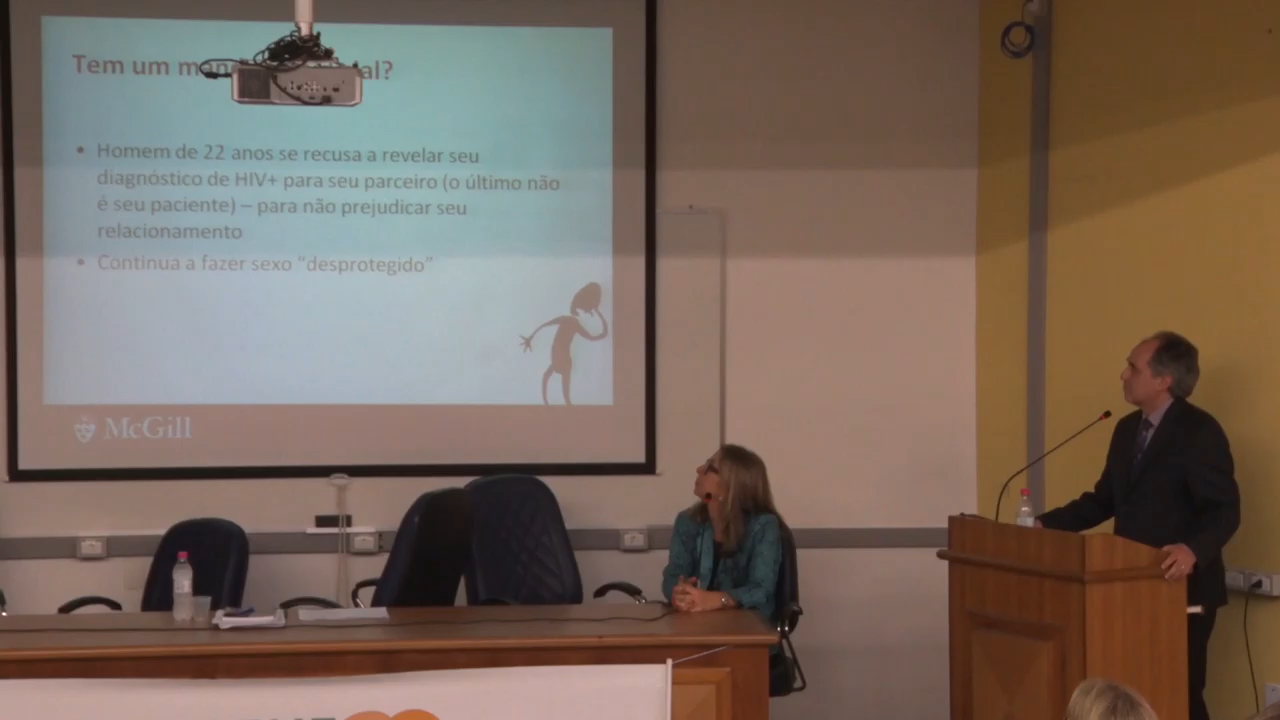 Tem um
al?
• Homem de 22 anos se recusa a revelar seu
diagnóstico de HIV+ para seu parceiro (o último não
é seu paciente) – para não prejudicar seu
relacionamento
• Continua a fazer sexo “desprotegido”
McGill